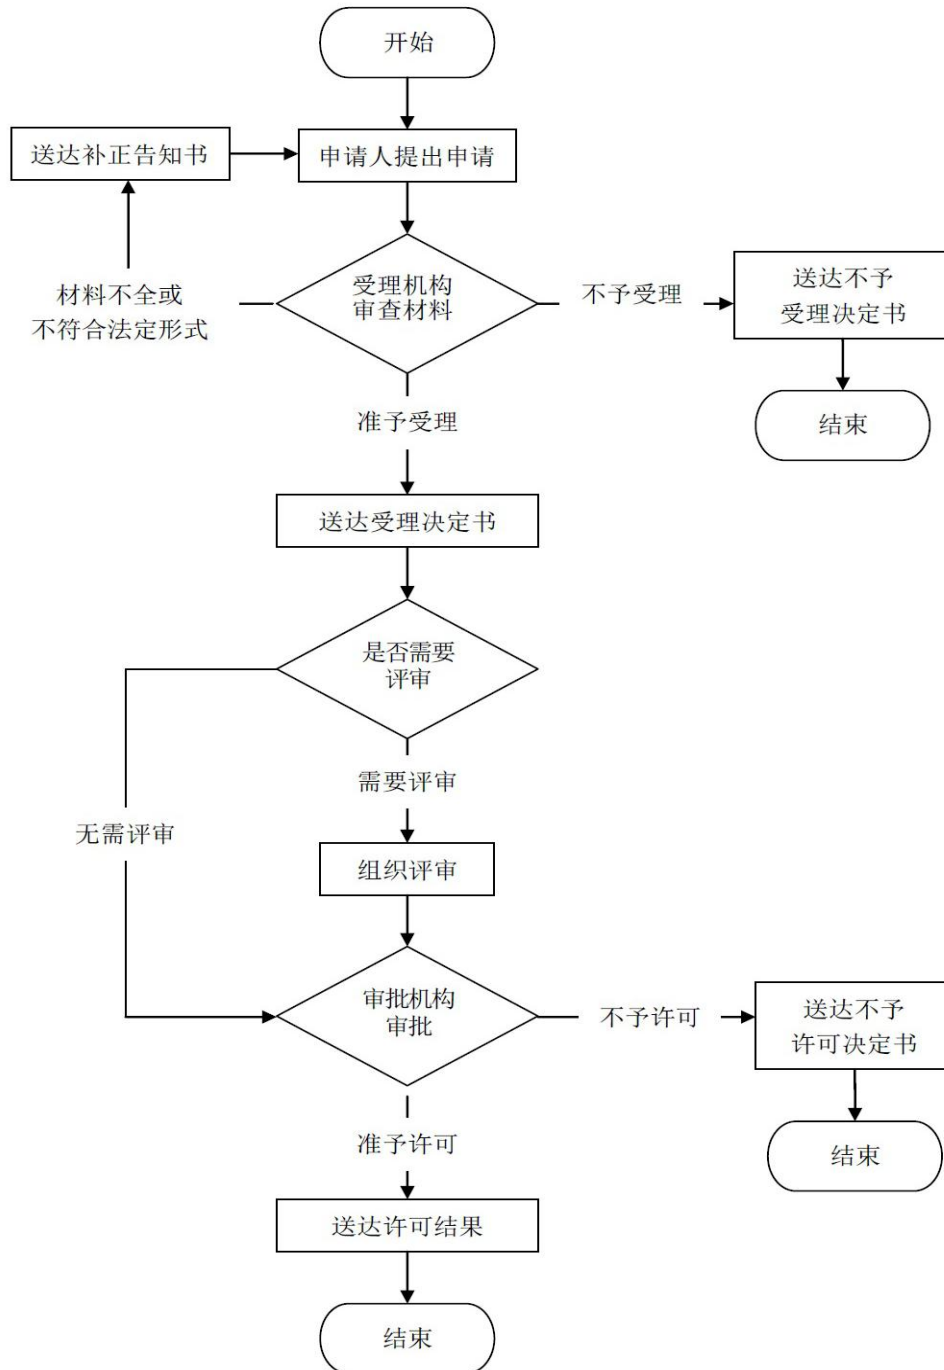 开始
送达补正告知书
申请人提出申请
材料不全或
不符合法定形式
受理机构
审查材料
不予受理
送达不予
受理决定书
结束
准予受理
送达受理决定书
是否需要
评审
需要评审
无需评审
组织评审
审批机构
审批
不予许可
送达不予
许可决定书
结束
准予许可
送达许可结果
结束